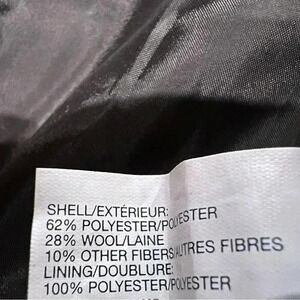 SHELL/EXTÉRIEUR:
62% POLYESTER/POLYESTER
28% WOOL/LAINE
10% OTHER FIBERS/AUTRES FIBRES
LINING/DOUBLURE:
100% POLYESTER/POLYESTER